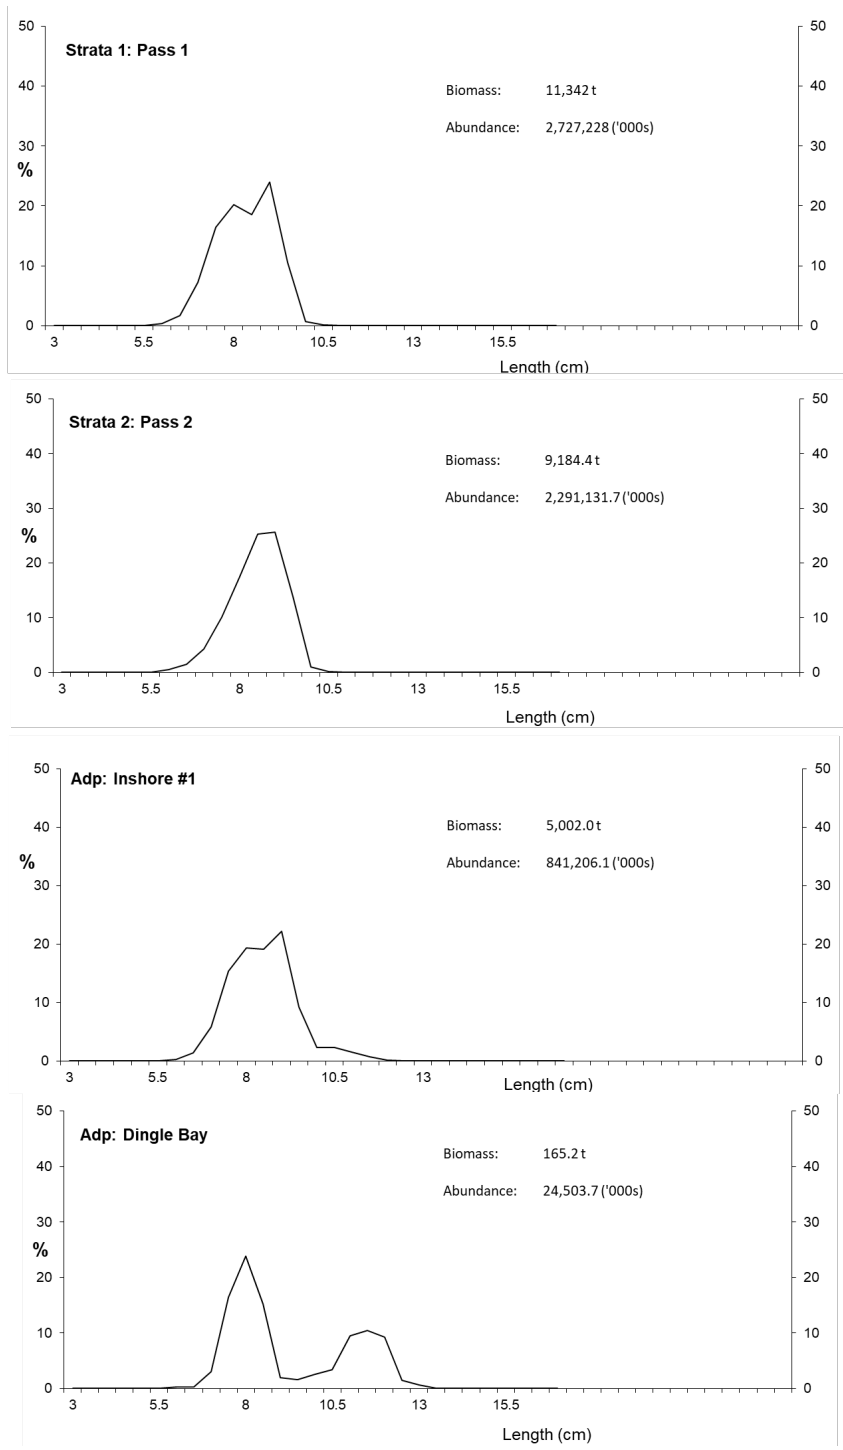 50 50
Strata 1: Pass 1
40 40
Biomass: 11,342 t
Abundance: 2,727,228 ('000s)
30 30
%
20 20
10 10
0 0
3 5.5 8 10.5 13 15.5
Length (cm)
50 50
Strata 2: Pass 2
40 40
Biomass: 9,184.4 t
Abundance: 2,291,131.7 ('000s)
30 30
%
20 20
10 10
0 0
3 5.5 8 10.5 13 15.5
Length (cm)
50 50
Adp: Inshore #1
40 40
Biomass: 5,002.0 t
Abundance: 841,206.1 ('000s)
%
30 30
20 20
10 10
0 0
3 5.5 8 10.5 13
Length (cm)
50 50
Adp: Dingle Bay
Biomass: 165.2 t
40 40
Abundance: 24,503.7 ('000s)
30 30
%
20 20
10 10
0 0
3 5.5 8 10.5 13 15.5
Length (cm)